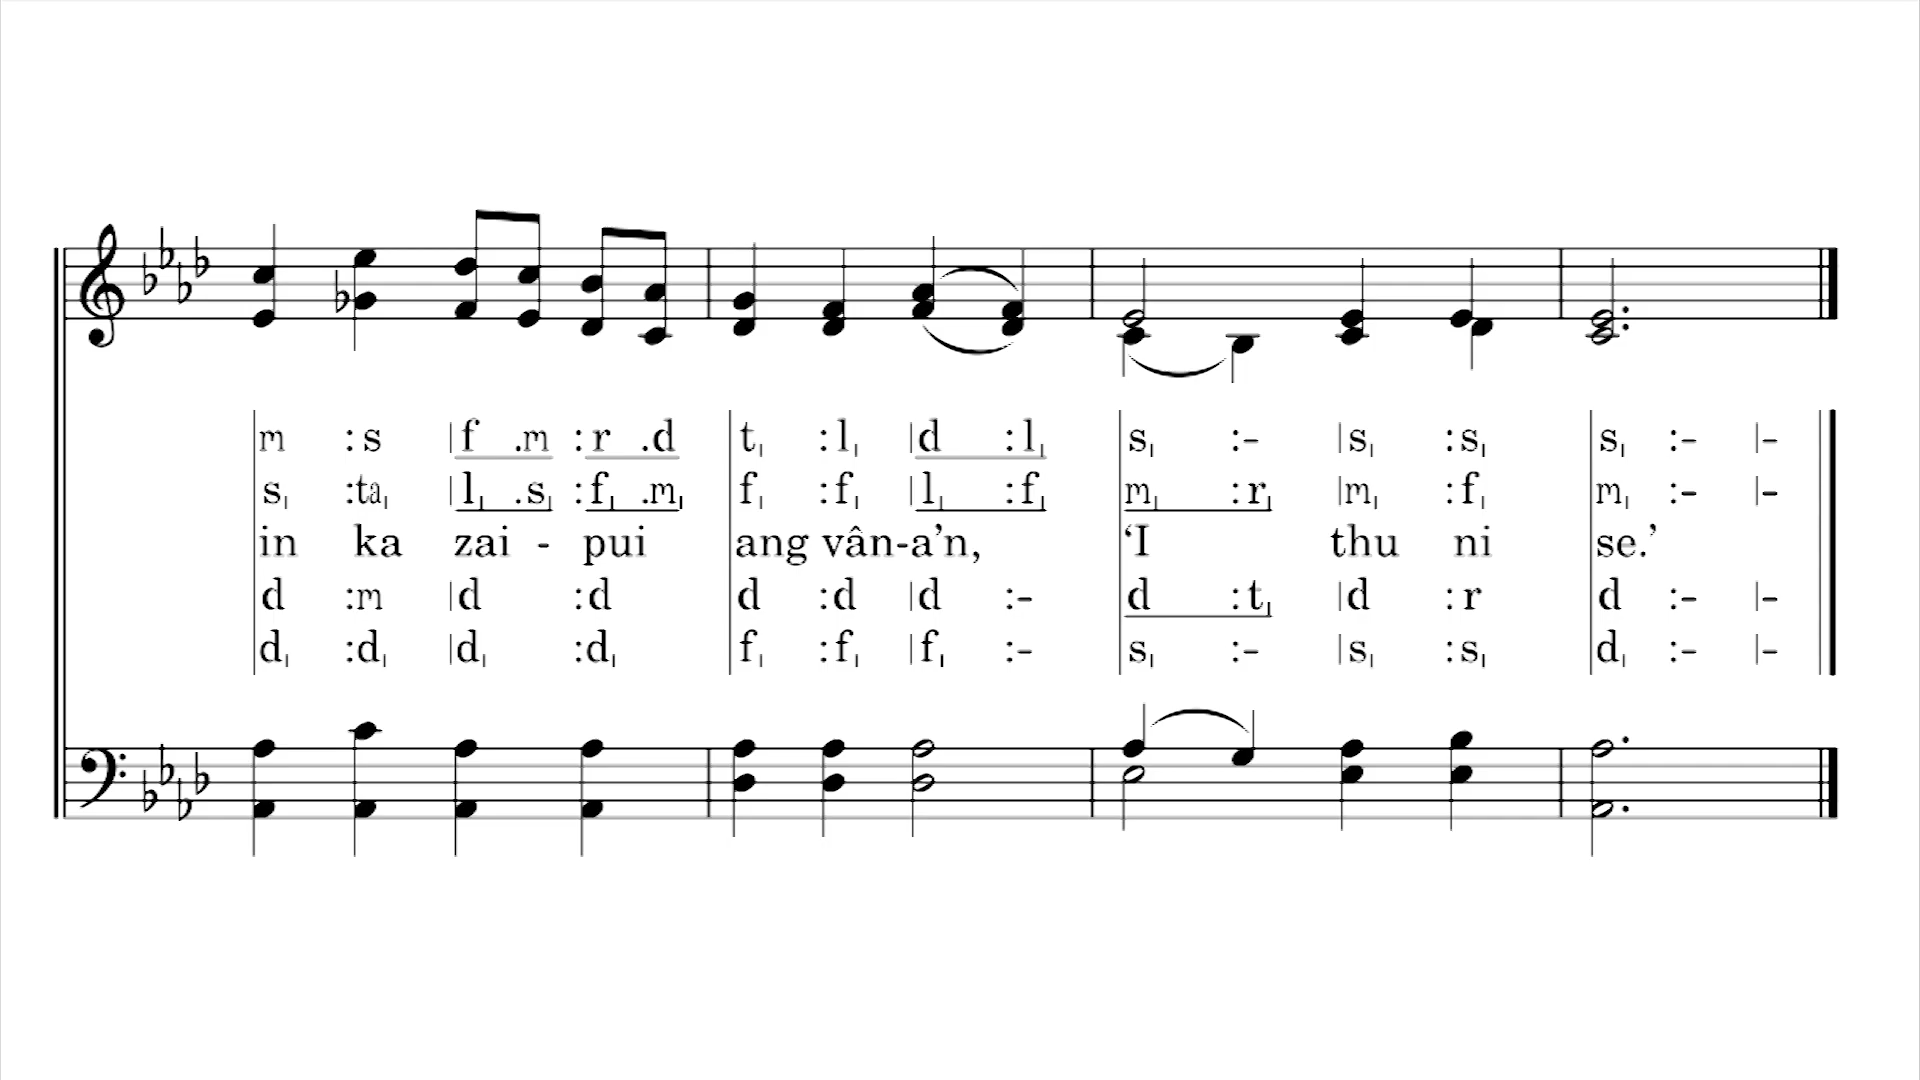 m :s |f .m :r .d t, :l, |d :l, s, :- |s, :s, s, :- |-
s, :ta, |l, .s, :f, .m, f, :f, |l, :f, m, :r, |m, :f, m, :- |-
in ka zai - pui ang vân-a’n, ‘I thu ni se.’
d :m |d :d d :d |d :- d :t, |d :r d :- |-
d, :d, |d, :d, f, :f, |f, :- s, :- |s, :s, d, :- |-